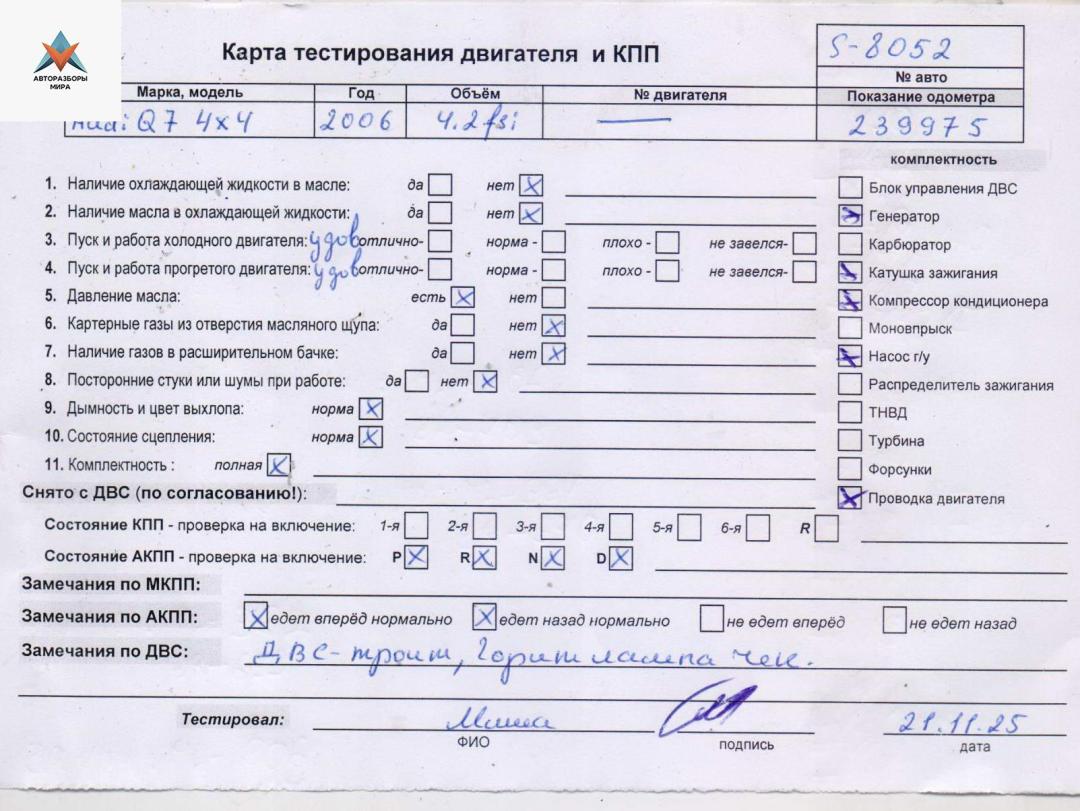 АВТОРАЗБОРЫ
МИРА
Карта тестирования двигателя и КПП
S-8052
№ авто
Марка, модель Год Объём № двигателя Показание одометра
Audi Q7 4x4 2006 4.2 fsi — 239975
комплектность
1. Наличие охлаждающей жидкости в масле: да нет X
Блок управления ДВС
2. Наличие масла в охлаждающей жидкости: да нет X
X Генератор
3. Пуск и работа холодного двигателя: удов отлично- норма - плохо - не завелся-
Карбюратор
4. Пуск и работа прогретого двигателя: удов отлично- норма - плохо - не завелся-
X Катушка зажигания
5. Давление масла: есть X нет
X Компрессор кондиционера
6. Картерные газы из отверстия масляного щупа: да нет X
Моновпрыск
7. Наличие газов в расширительном бачке: да нет X
X Насос г/у
8. Посторонние стуки или шумы при работе: да нет X
Распределитель зажигания
9. Дымность и цвет выхлопа: норма X
ТНВД
10. Состояние сцепления: норма X
Турбина
11. Комплектность : полная X
Форсунки
Снято с ДВС (по согласованию!):
X Проводка двигателя
Состояние КПП - проверка на включение: 1-я 2-я 3-я 4-я 5-я 6-я R
Состояние АКПП - проверка на включение: P X R X N X D X
Замечания по МКПП:
Замечания по АКПП: X едет вперёд нормально X едет назад нормально не едет вперёд не едет назад
Замечания по ДВС: ДВС-троит, Горит лампа чек.
Тестировал: Миша 21.11.25
ФИО подпись дата